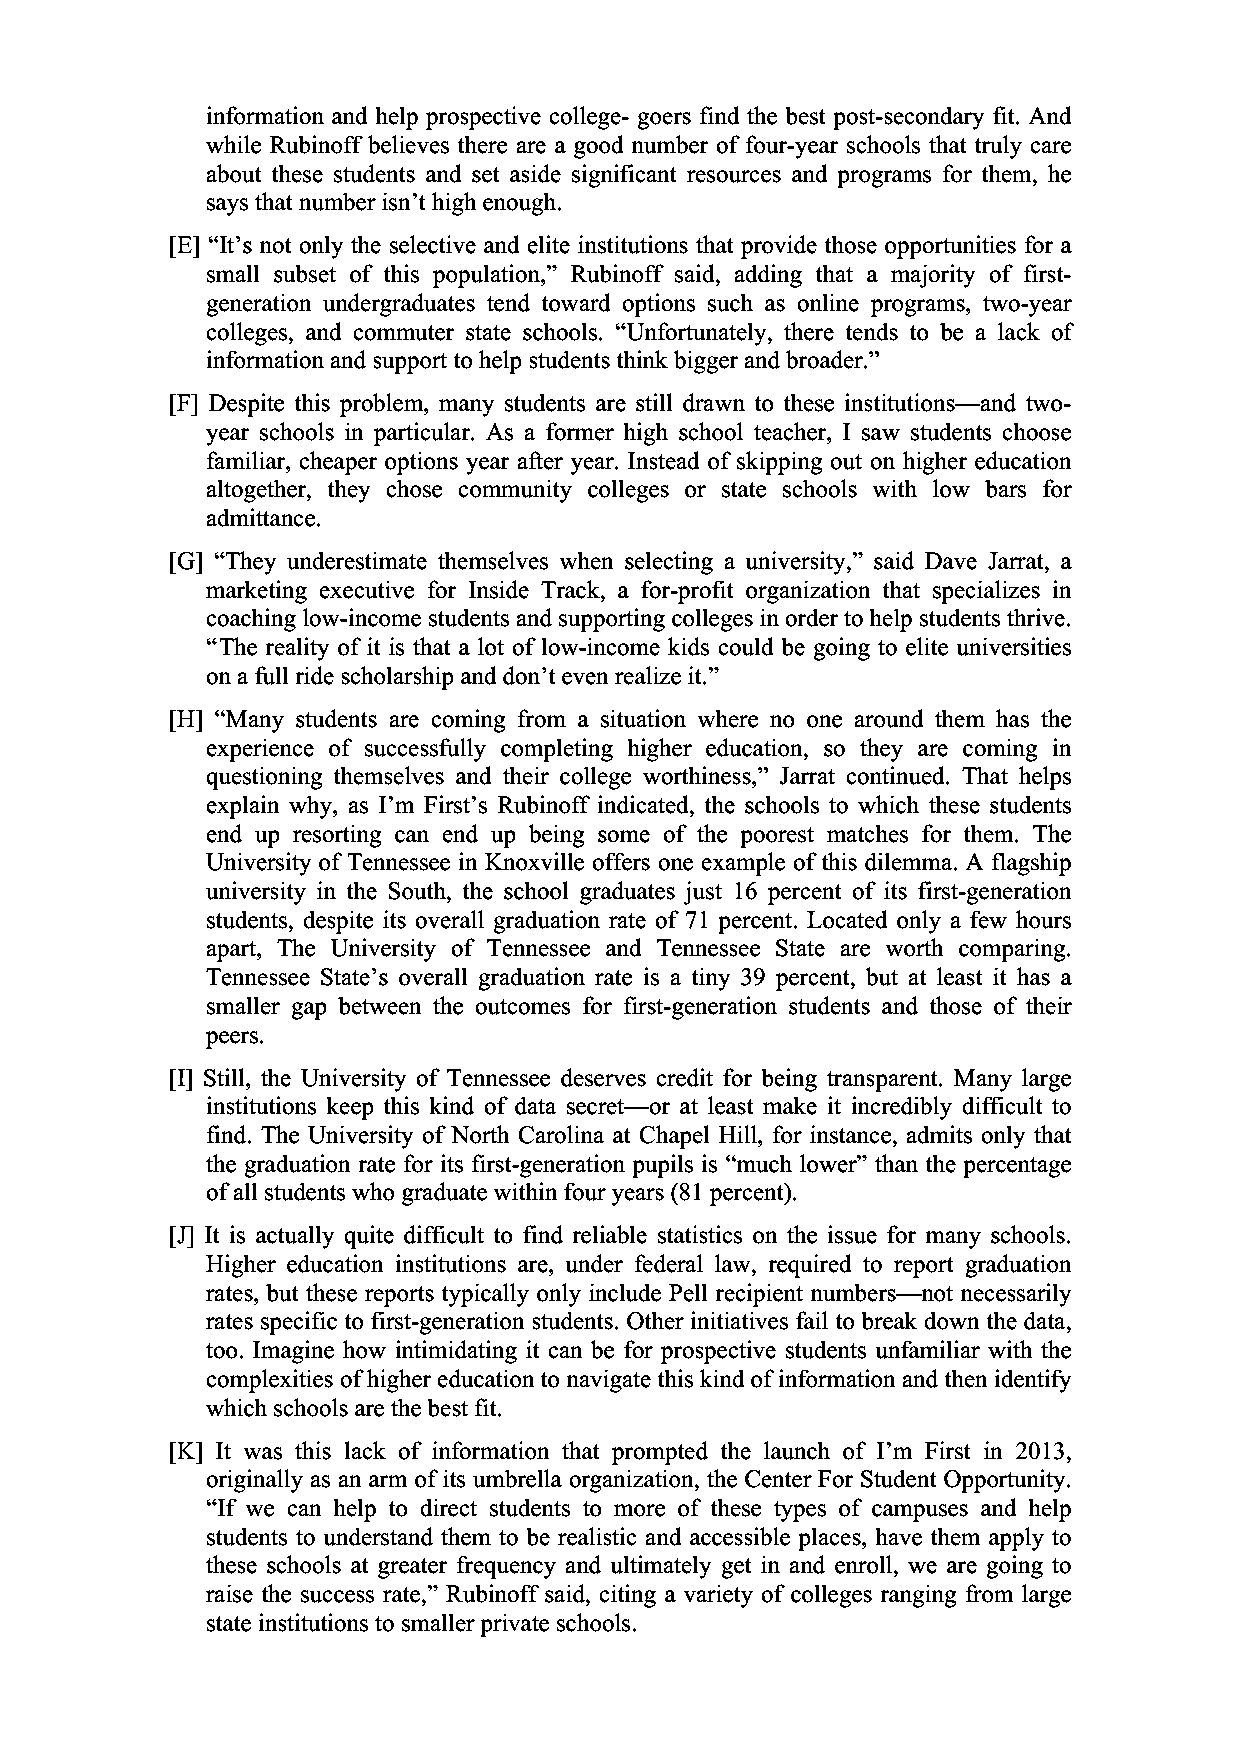 information and help prospective college- goers find the best post-secondary fit. And
while Rubinoff believes there are a good number of four-year schools that truly care
about these students and set aside significant resources and programs for them, he
says that number isn’t high enough.
[E] “It’s not only the selective and elite institutions that provide those opportunities for a
small subset of this population,” Rubinoff said, adding that a majority of first-
generation undergraduates tend toward options such as online programs, two-year
colleges, and commuter state schools. “Unfortunately, there tends to be a lack of
information and support to help students think bigger and broader.”
[F] Despite this problem, many students are still drawn to these institutions—and two-
year schools in particular. As a former high school teacher, I saw students choose
familiar, cheaper options year after year. Instead of skipping out on higher education
altogether, they chose community colleges or state schools with low bars for
admittance.
[G] “They underestimate themselves when selecting a university,” said Dave Jarrat, a
marketing executive for Inside Track, a for-profit organization that specializes in
coaching low-income students and supporting colleges in order to help students thrive.
“The reality of it is that a lot of low-income kids could be going to elite universities
on a full ride scholarship and don’t even realize it.”
[H] “Many students are coming from a situation where no one around them has the
experience of successfully completing higher education, so they are coming in
questioning themselves and their college worthiness,” Jarrat continued. That helps
explain why, as I’m First’s Rubinoff indicated, the schools to which these students
end up resorting can end up being some of the poorest matches for them. The
University of Tennessee in Knoxville offers one example of this dilemma. A flagship
university in the South, the school graduates just 16 percent of its first-generation
students, despite its overall graduation rate of 71 percent. Located only a few hours
apart, The University of Tennessee and Tennessee State are worth comparing.
Tennessee State’s overall graduation rate is a tiny 39 percent, but at least it has a
smaller gap between the outcomes for first-generation students and those of their
peers.
[I] Still, the University of Tennessee deserves credit for being transparent. Many large
institutions keep this kind of data secret—or at least make it incredibly difficult to
find. The University of North Carolina at Chapel Hill, for instance, admits only that
the graduation rate for its first-generation pupils is “much lower” than the percentage
of all students who graduate within four years (81 percent).
[J] It is actually quite difficult to find reliable statistics on the issue for many schools.
Higher education institutions are, under federal law, required to report graduation
rates, but these reports typically only include Pell recipient numbers—not necessarily
rates specific to first-generation students. Other initiatives fail to break down the data,
too. Imagine how intimidating it can be for prospective students unfamiliar with the
complexities of higher education to navigate this kind of information and then identify
which schools are the best fit.
[K] It was this lack of information that prompted the launch of I’m First in 2013,
originally as an arm of its umbrella organization, the Center For Student Opportunity.
“If we can help to direct students to more of these types of campuses and help
students to understand them to be realistic and accessible places, have them apply to
these schools at greater frequency and ultimately get in and enroll, we are going to
raise the success rate,” Rubinoff said, citing a variety of colleges ranging from large
state institutions to smaller private schools.